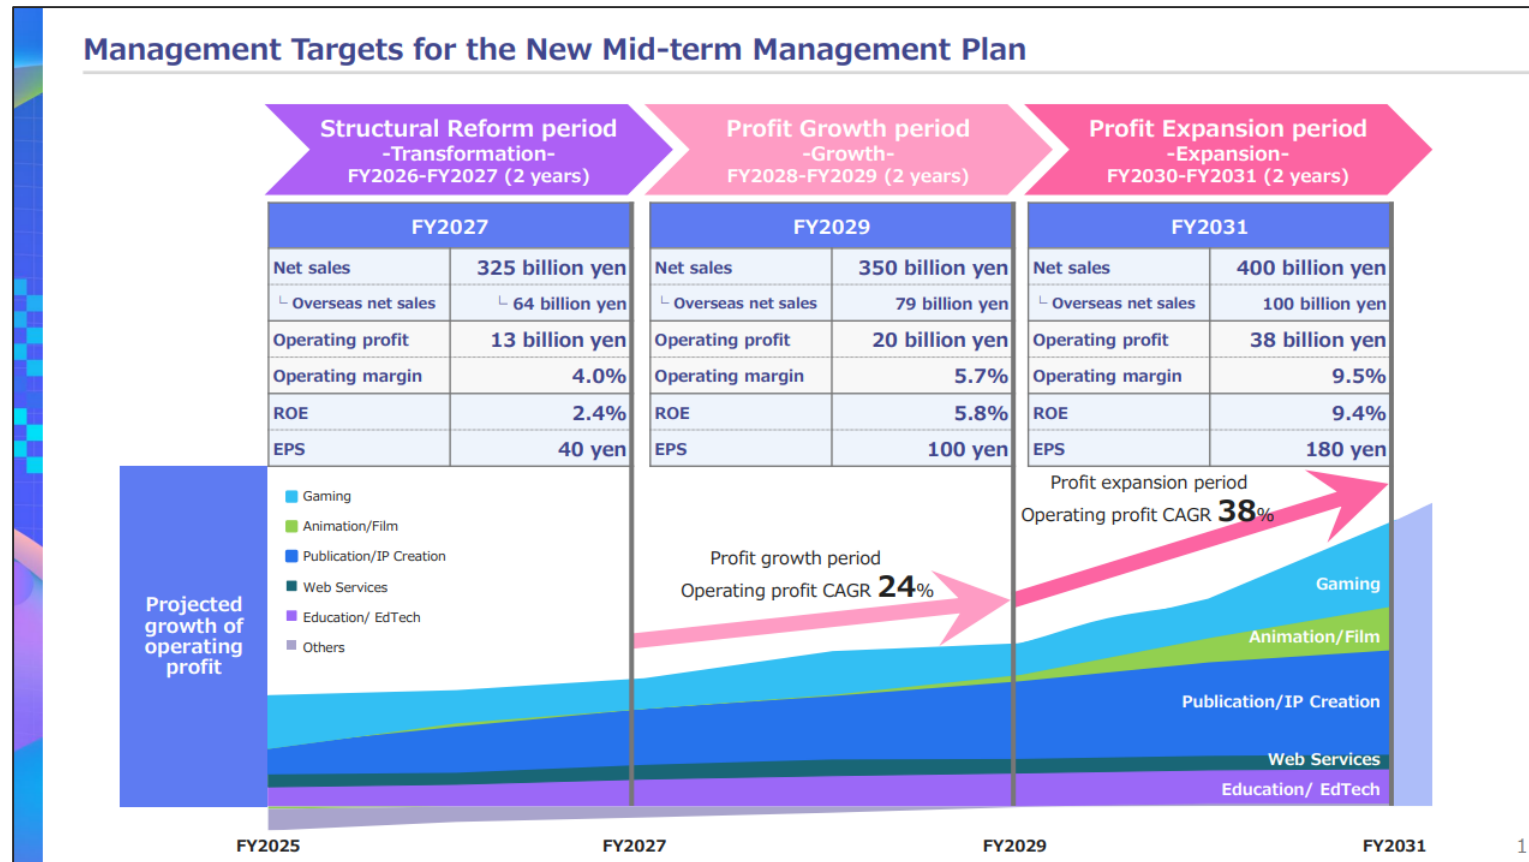 Management Targets for the New Mid-term Management Plan
Structural Reform period
-Transformation-
FY2026-FY2027 (2 years)
Profit Growth period
-Growth-
FY2028-FY2029 (2 years)
Profit Expansion period
-Expansion-
FY2030-FY2031 (2 years)
FY2027
Net sales 325 billion yen
└ Overseas net sales └ 64 billion yen
Operating profit 13 billion yen
Operating margin 4.0%
ROE 2.4%
EPS 40 yen
FY2029
Net sales 350 billion yen
└ Overseas net sales 79 billion yen
Operating profit 20 billion yen
Operating margin 5.7%
ROE 5.8%
EPS 100 yen
FY2031
Net sales 400 billion yen
└ Overseas net sales 100 billion yen
Operating profit 38 billion yen
Operating margin 9.5%
ROE 9.4%
EPS 180 yen
Projected
growth of
operating
profit
Gaming
Animation/Film
Publication/IP Creation
Web Services
Education/ EdTech
Others
Profit growth period
Operating profit CAGR 24%
Profit expansion period
Operating profit CAGR 38%
Gaming
Animation/Film
Publication/IP Creation
Web Services
Education/ EdTech
FY2025
FY2027
FY2029
FY2031
1